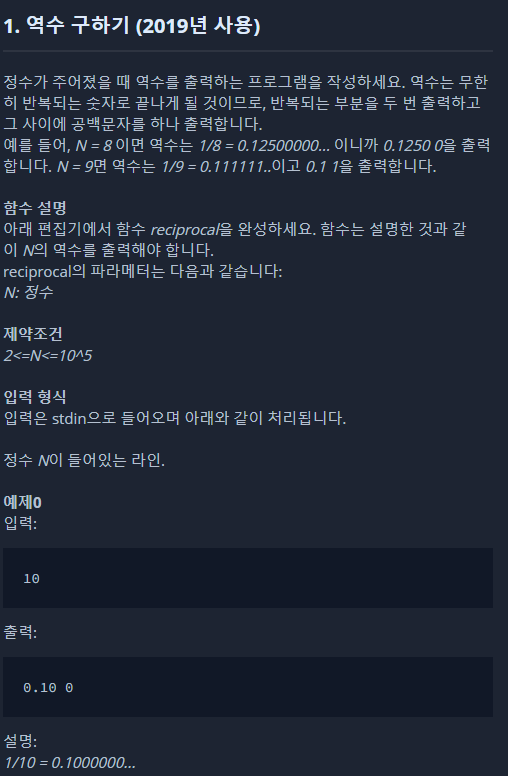 1. 역수 구하기 (2019년 사용)
정수가 주어졌을 때 역수를 출력하는 프로그램을 작성하세요. 역수는 무한
히 반복되는 숫자로 끝나게 될 것이므로, 반복되는 부분을 두 번 출력하고
그 사이에 공백문자를 하나 출력합니다.
예를 들어, N = 8 이면 역수는 1/8 = 0.12500000... 이니까 0.1250 0을 출력
합니다. N = 9면 역수는 1/9 = 0.111111..이고 0.1 1을 출력합니다.
함수 설명
아래 편집기에서 함수 reciprocal을 완성하세요. 함수는 설명한 것과 같
이 N의 역수를 출력해야 합니다.
reciprocal의 파라메터는 다음과 같습니다:
N: 정수
제약조건
2<=N<=10^5
입력 형식
입력은 stdin으로 들어오며 아래와 같이 처리됩니다.
정수 N이 들어있는 라인.
예제0
입력:
10
출력:
0.10 0
설명:
1/10 = 0.1000000...